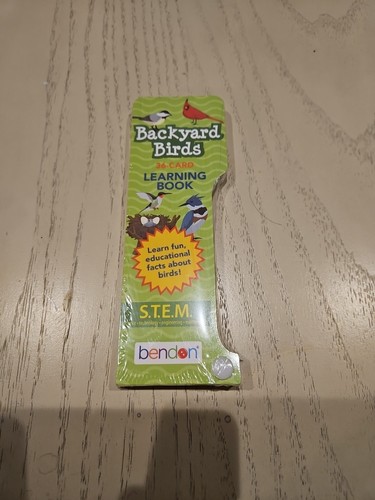 Backyard
Birds
36 CARD
LEARNING
BOOK
Learn fun,
educational
facts about
birds!
S.T.E.M.
bendon